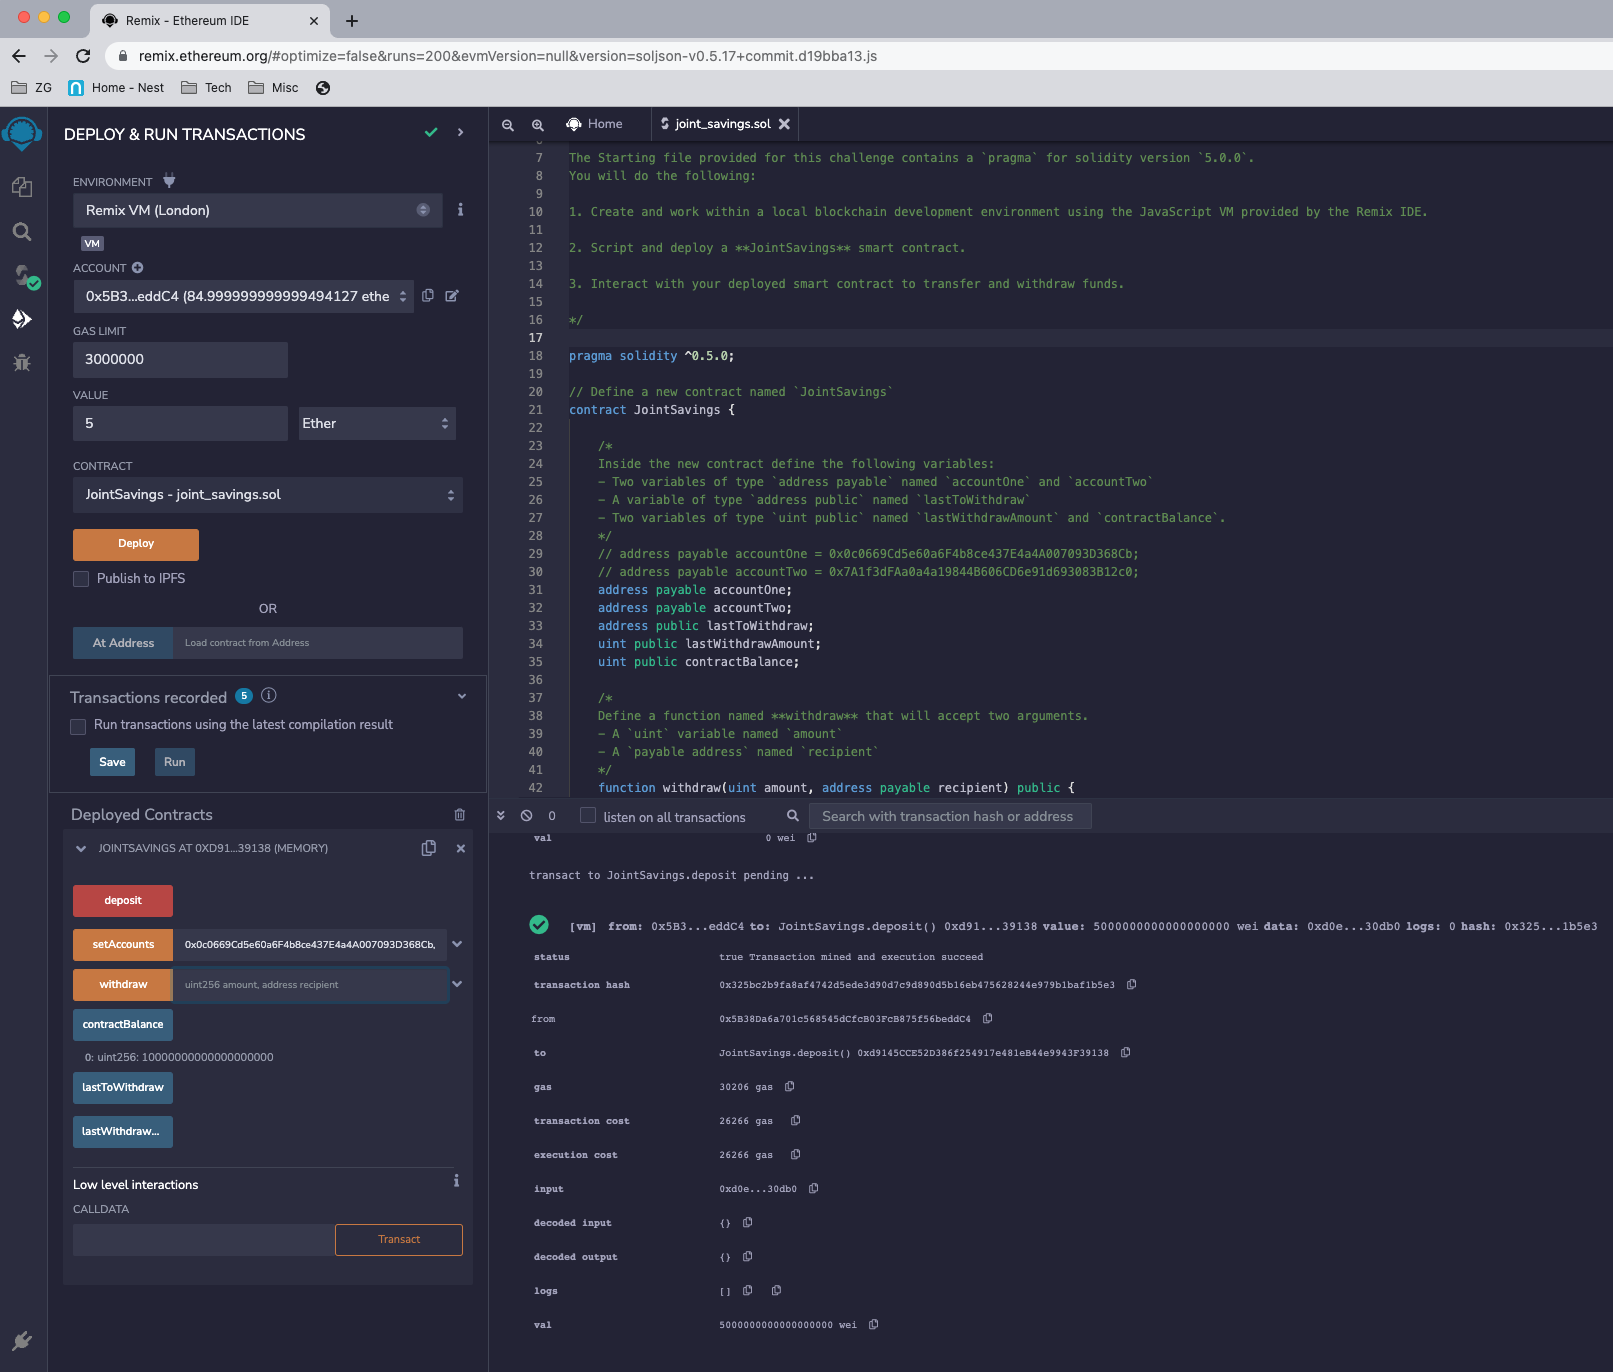 Remix - Ethereum IDE
remix.ethereum.org/#optimize=false&runs=200&evmVersion=null&version=soljson-v0.5.17+commit.d19bba13.js
ZG
Home - Nest
Tech
Misc
DEPLOY & RUN TRANSACTIONS
ENVIRONMENT
Remix VM (London)
VM
ACCOUNT
0x5B3...eddC4 (84.999999999999494127 ethe
GAS LIMIT
3000000
VALUE
5
Ether
CONTRACT
JointSavings - joint_savings.sol
Deploy
Publish to IPFS
OR
At Address
Load contract from Address
Transactions recorded 5
Run transactions using the latest compilation result
Save
Run
Deployed Contracts
JOINTSAVINGS AT 0XD91...39138 (MEMORY)
deposit
setAccounts
0x0c0669Cd5e60a6F4b8ce437E4a4A007093D368Cb,
withdraw
uint256 amount, address recipient
contractBalance
0: uint256: 10000000000000000000
lastToWithdraw
lastWithdraw...
Low level interactions
CALLDATA
Transact
Home
joint_savings.sol
7 The Starting file provided for this challenge contains a `pragma` for solidity version `5.0.0`.
8 You will do the following:
9
10 1. Create and work within a local blockchain development environment using the JavaScript VM provided by the Remix IDE.
11
12 2. Script and deploy a **JointSavings** smart contract.
13
14 3. Interact with your deployed smart contract to transfer and withdraw funds.
15
16 */
17
18 pragma solidity ^0.5.0;
19
20 // Define a new contract named `JointSavings`
21 contract JointSavings {
22
23 /*
24 Inside the new contract define the following variables:
25 - Two variables of type `address payable` named `accountOne` and `accountTwo`
26 - A variable of type `address public` named `lastToWithdraw`
27 - Two variables of type `uint public` named `lastWithdrawAmount` and `contractBalance`.
28 */
29 // address payable accountOne = 0x0c0669Cd5e60a6F4b8ce437E4a4A007093D368Cb;
30 // address payable accountTwo = 0x7A1f3dFAa0a4a19844B606CD6e91d693083B12c0;
31 address payable accountOne;
32 address payable accountTwo;
33 address public lastToWithdraw;
34 uint public lastWithdrawAmount;
35 uint public contractBalance;
36
37 /*
38 Define a function named **withdraw** that will accept two arguments.
39 - A `uint` variable named `amount`
40 - A `payable address` named `recipient`
41 */
42 function withdraw(uint amount, address payable recipient) public {
0
listen on all transactions
Search with transaction hash or address
val 0 wei
transact to JointSavings.deposit pending ...
[vm] from: 0x5B3...eddC4 to: JointSavings.deposit() 0xd91...39138 value: 5000000000000000000 wei data: 0xd0e...30db0 logs: 0 hash: 0x325...1b5e3
status true Transaction mined and execution succeed
transaction hash 0x325bc2b9fa8af4742d5ede3d90d7c9d890d5b16eb475628244e979b1baf1b5e3
from 0x5B38Da6a701c568545dCfcB03FcB875f56beddC4
to JointSavings.deposit() 0xd9145CCE52D386f254917e481eB44e9943F39138
gas 30206 gas
transaction cost 26266 gas
execution cost 26266 gas
input 0xd0e...30db0
decoded input {}
decoded output {}
logs []
val 5000000000000000000 wei